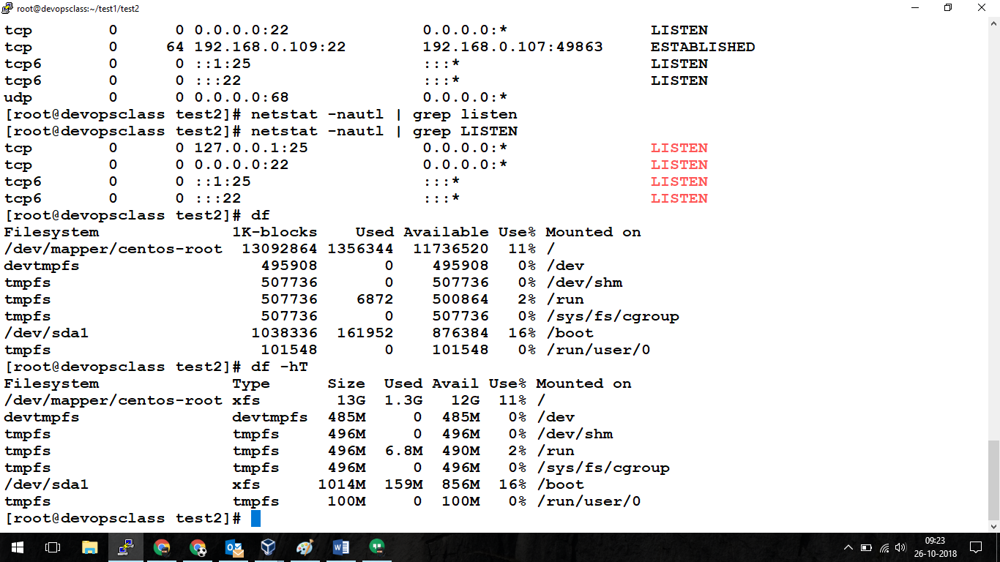 root@devopsclass:~/test1/test2
tcp 0 0 0.0.0.0:22 0.0.0.0:* LISTEN
tcp 0 64 192.168.0.109:22 192.168.0.107:49863 ESTABLISHED
tcp6 0 0 ::1:25 :::* LISTEN
tcp6 0 0 :::22 :::* LISTEN
udp 0 0 0.0.0.0:68 0.0.0.0:*
[root@devopsclass test2]# netstat -nautl | grep listen
[root@devopsclass test2]# netstat -nautl | grep LISTEN
tcp 0 0 127.0.0.1:25 0.0.0.0:* LISTEN
tcp 0 0 0.0.0.0:22 0.0.0.0:* LISTEN
tcp6 0 0 ::1:25 :::* LISTEN
tcp6 0 0 :::22 :::* LISTEN
[root@devopsclass test2]# df
Filesystem 1K-blocks Used Available Use% Mounted on
/dev/mapper/centos-root 13092864 1356344 11736520 11% /
devtmpfs 495908 0 495908 0% /dev
tmpfs 507736 0 507736 0% /dev/shm
tmpfs 507736 6872 500864 2% /run
tmpfs 507736 0 507736 0% /sys/fs/cgroup
/dev/sda1 1038336 161952 876384 16% /boot
tmpfs 101548 0 101548 0% /run/user/0
[root@devopsclass test2]# df -hT
Filesystem Type Size Used Avail Use% Mounted on
/dev/mapper/centos-root xfs 13G 1.3G 12G 11% /
devtmpfs devtmpfs 485M 0 485M 0% /dev
tmpfs tmpfs 496M 0 496M 0% /dev/shm
tmpfs tmpfs 496M 6.8M 490M 2% /run
tmpfs tmpfs 496M 0 496M 0% /sys/fs/cgroup
/dev/sda1 xfs 1014M 159M 856M 16% /boot
tmpfs tmpfs 100M 0 100M 0% /run/user/0
[root@devopsclass test2]#
09:23
26-10-2018